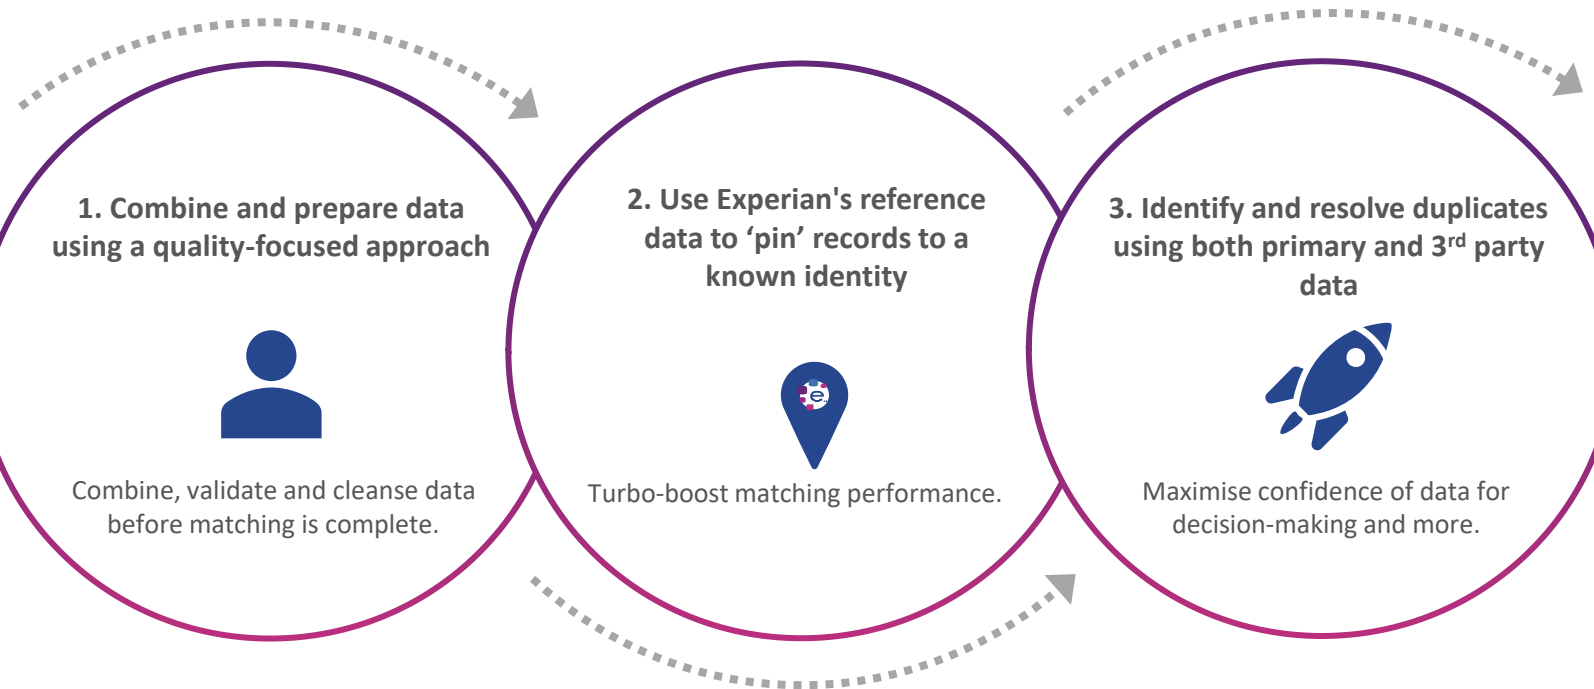 1. Combine and prepare data
using a quality-focused approach
Combine, validate and cleanse data
before matching is complete.
2. Use Experian's reference
data to ‘pin’ records to a
known identity
e
Turbo-boost matching performance.
3. Identify and resolve duplicates
using both primary and 3rd party
data
Maximise confidence of data for
decision-making and more.